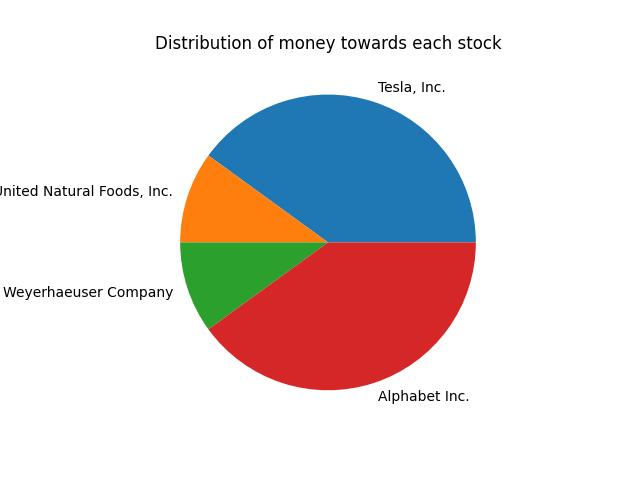 Distribution of money towards each stock
Tesla, Inc.
United Natural Foods, Inc.
Weyerhaeuser Company
Alphabet Inc.